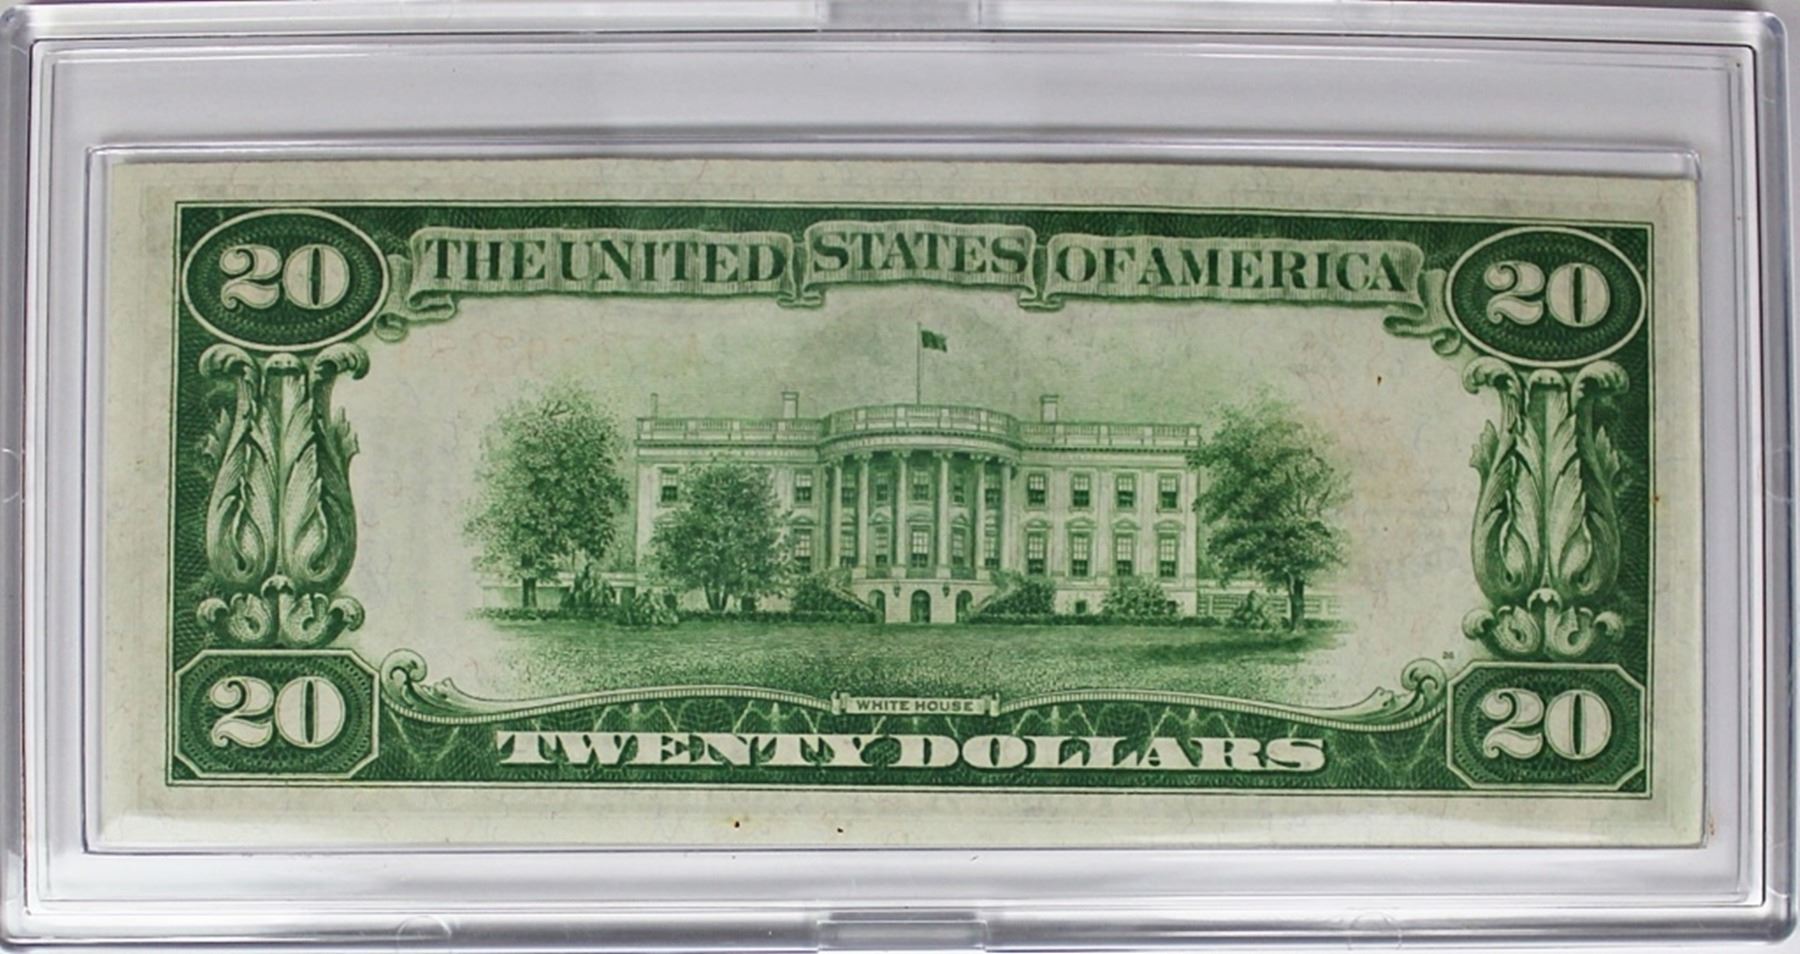 20 THE UNITED STATES OF AMERICA 20
WHITE HOUSE
20 TWENTY DOLLARS 20